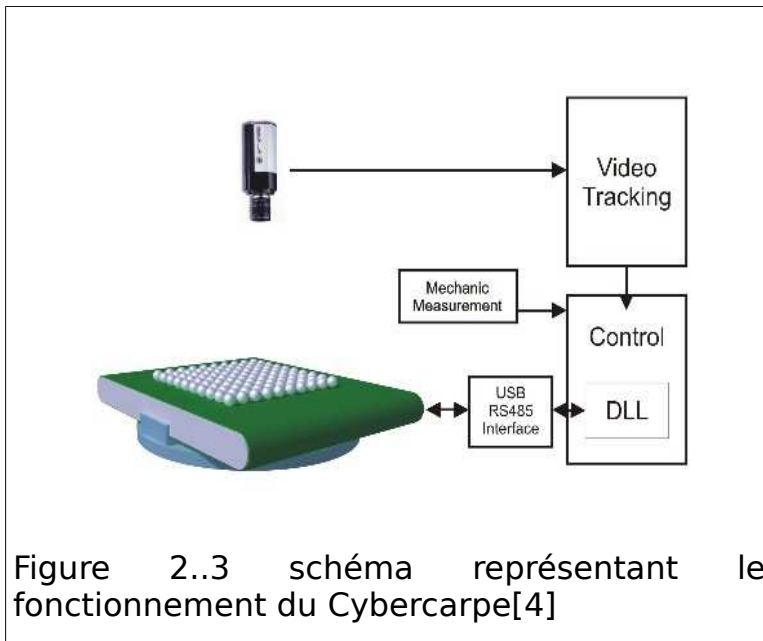 Video
Tracking
Mechanic
Measurement
Control
USB
RS485
Interface
DLL
Figure 2..3 schéma représentant le
fonctionnement du Cybercarpe[4]